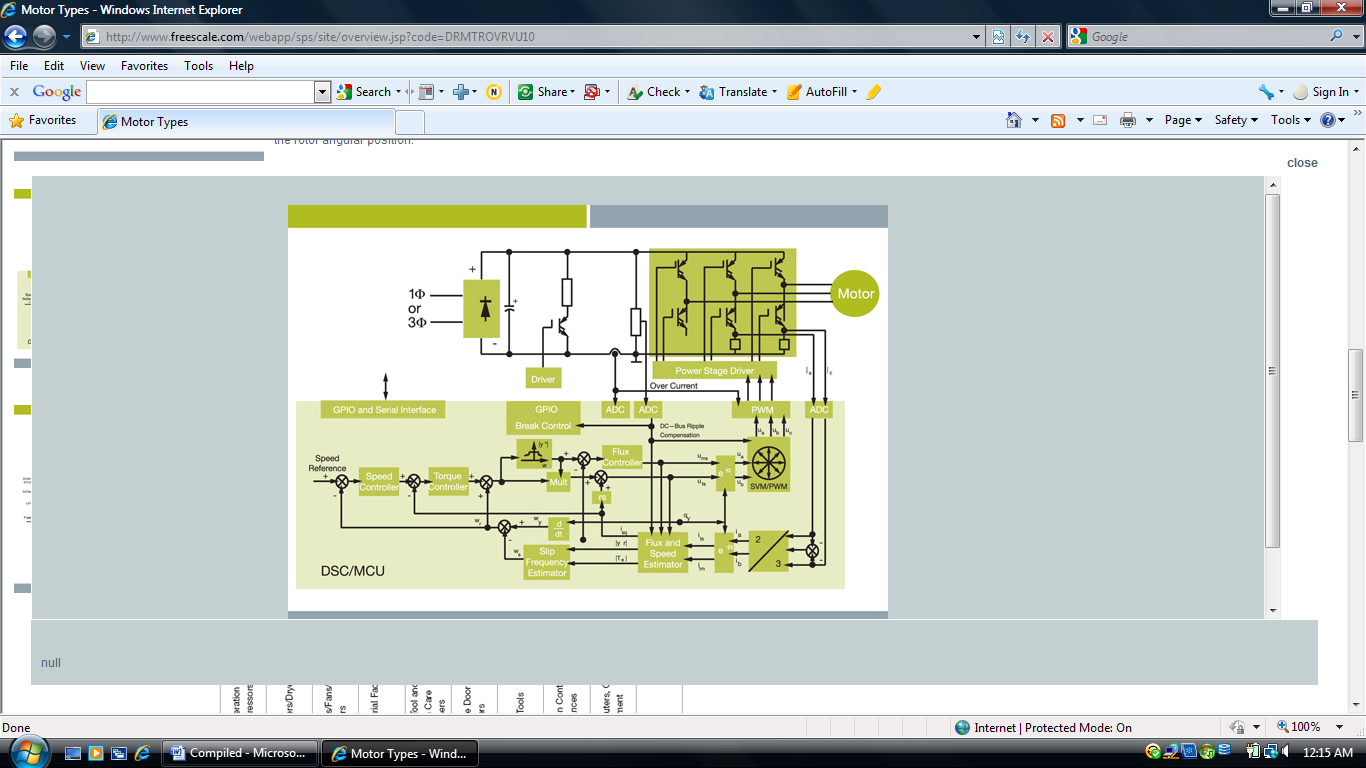 Motor Types - Windows Internet Explorer
http://www.freescale.com/webapp/sps/site/overview.jsp?code=DRMTROVRVU10
Google
File Edit View Favorites Tools Help
x Google Search Share Check Translate AutoFill Sign In
Favorites Motor Types Page Safety Tools
the rotor angular position.
close
+
1Φ
or
3Φ
+
-
Motor
Driver
Power Stage Driver
Over Current
GPIO and Serial Interface
GPIO
Break Control
ADC
ADC
PWM
ADC
DC—Bus Ripple
Compensation
Speed
Reference
Speed
Controller
Torque
Controller
Mult
Flux
Controller
rs
SVM/PWM
d
dt
Slip
Frequency
Estimator
Flux and
Speed
Estimator
2
3
DSC/MCU
null
Tools
Done
Internet | Protected Mode: On
100%
Compiled - Microso...
Motor Types - Wind...
12:15 AM